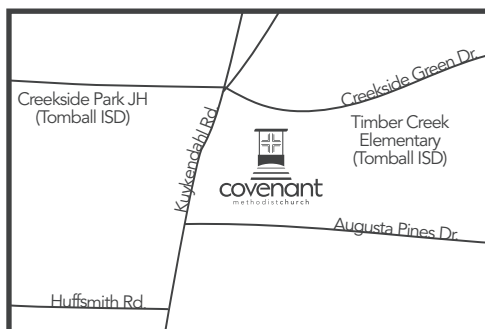 Creekside Green Dr.
Creekside Park JH
(Tomball ISD)
Kuykendahl Rd
Timber Creek
Elementary
(Tomball ISD)
covenant
methodistchurch
Augusta Pines Dr.
Huffsmith Rd.